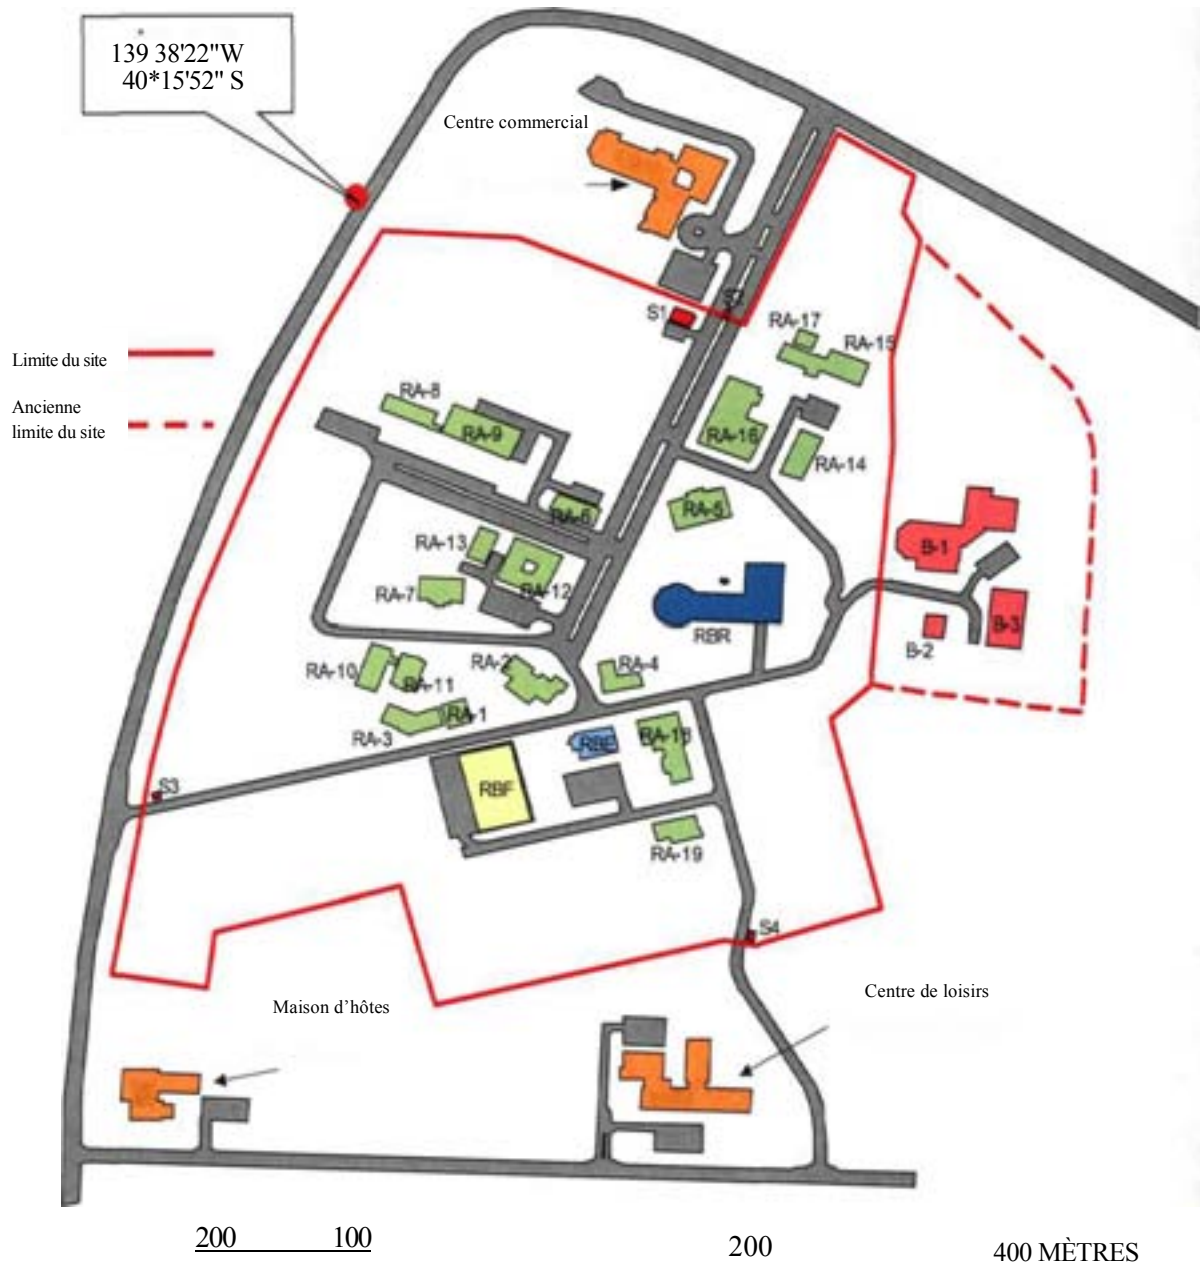 139 38'22"W
40*15'52" S
Centre commercial
Limite du site
Ancienne
limite du site
S1
S2
RA-17
RA-15
RA-8
RA-9
RA-16
RA-14
RA-6
RA-5
RA-13
RA-12
RA-7
B-1
B-2
B-3
RBR
RA-10
RA-11
RA-2
RA-4
RA-1
RA-3
RA-18
RBF
S3
RA-19
S4
Centre de loisirs
Maison d'hôtes
200 100 200 400 MÈTRES